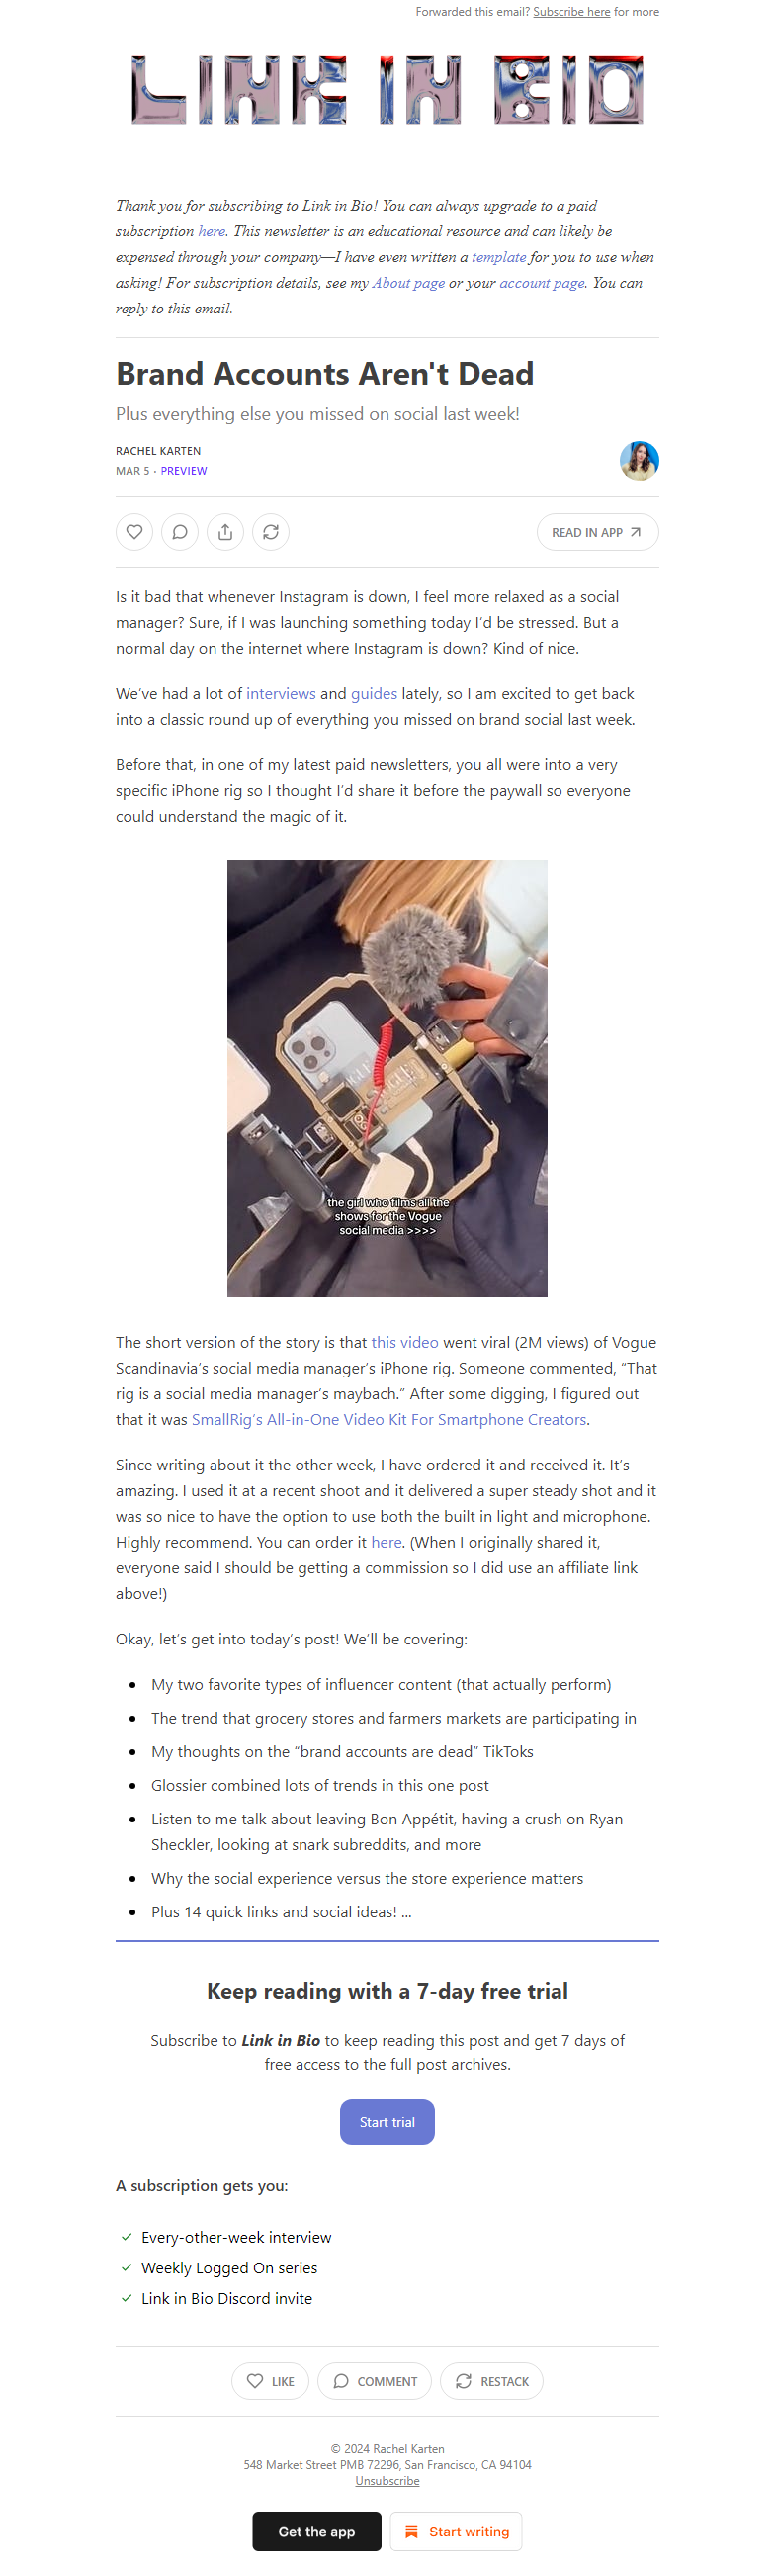 Forwarded this email? Subscribe here for more
LINK IN BIO
Thank you for subscribing to Link in Bio! You can always upgrade to a paid
subscription here. This newsletter is an educational resource and can likely be
expensed through your company—I have even written a template for you to use when
asking! For subscription details, see my About page or your account page. You can
reply to this email.
Brand Accounts Aren't Dead
Plus everything else you missed on social last week!
RACHEL KARTEN
MAR 5 · PREVIEW
READ IN APP
Is it bad that whenever Instagram is down, I feel more relaxed as a social
manager? Sure, if I was launching something today I’d be stressed. But a
normal day on the internet where Instagram is down? Kind of nice.
We’ve had a lot of interviews and guides lately, so I am excited to get back
into a classic round up of everything you missed on brand social last week.
Before that, in one of my latest paid newsletters, you all were into a very
specific iPhone rig so I thought I’d share it before the paywall so everyone
could understand the magic of it.
the girl who films all the
shows for the Vogue
social media >>>>
The short version of the story is that this video went viral (2M views) of Vogue
Scandinavia’s social media manager’s iPhone rig. Someone commented, “That
rig is a social media manager’s maybach.” After some digging, I figured out
that it was SmallRig’s All-in-One Video Kit For Smartphone Creators.
Since writing about it the other week, I have ordered it and received it. It’s
amazing. I used it at a recent shoot and it delivered a super steady shot and it
was so nice to have the option to use both the built in light and microphone.
Highly recommend. You can order it here. (When I originally shared it,
everyone said I should be getting a commission so I did use an affiliate link
above!)
Okay, let’s get into today’s post! We’ll be covering:
• My two favorite types of influencer content (that actually perform)
• The trend that grocery stores and farmers markets are participating in
• My thoughts on the “brand accounts are dead” TikToks
• Glossier combined lots of trends in this one post
• Listen to me talk about leaving Bon Appétit, having a crush on Ryan
Sheckler, looking at snark subreddits, and more
• Why the social experience versus the store experience matters
• Plus 14 quick links and social ideas! ...
Keep reading with a 7-day free trial
Subscribe to Link in Bio to keep reading this post and get 7 days of
free access to the full post archives.
Start trial
A subscription gets you:
✓ Every-other-week interview
✓ Weekly Logged On series
✓ Link in Bio Discord invite
LIKE COMMENT RESTACK
© 2024 Rachel Karten
548 Market Street PMB 72296, San Francisco, CA 94104
Unsubscribe
Get the app Start writing